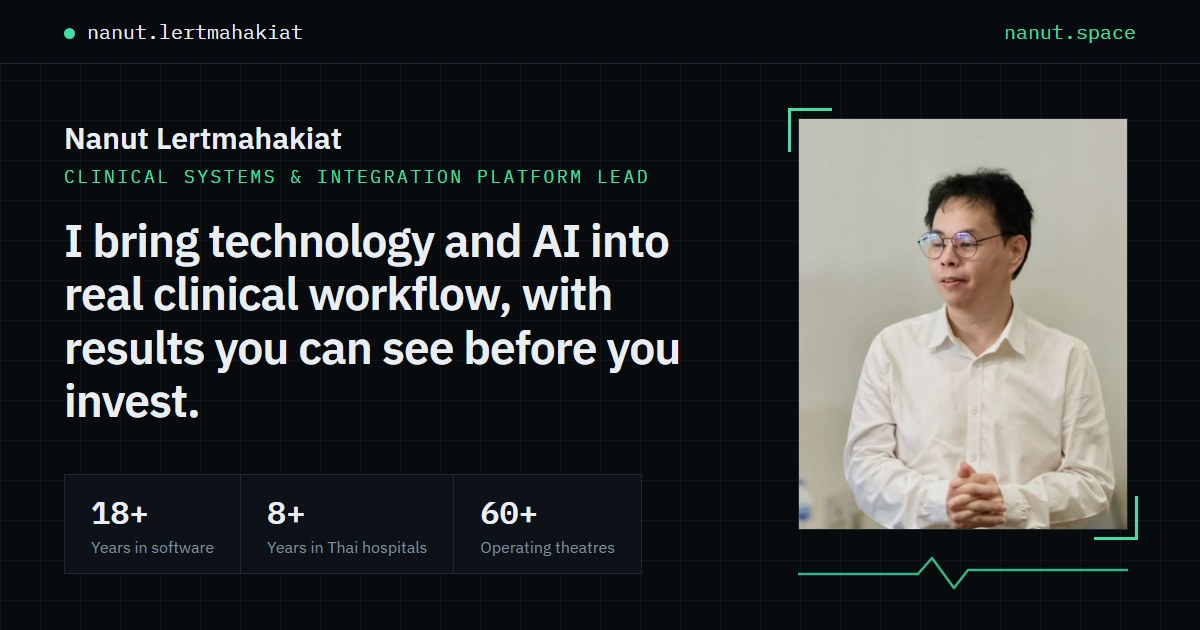 nanut.lertmahakiat
nanut.space
Nanut Lertmahakiat
CLINICAL SYSTEMS & INTEGRATION PLATFORM LEAD
I bring technology and AI into
real clinical workflow, with
results you can see before you
invest.
18+
Years in software
8+
Years in Thai hospitals
60+
Operating theatres